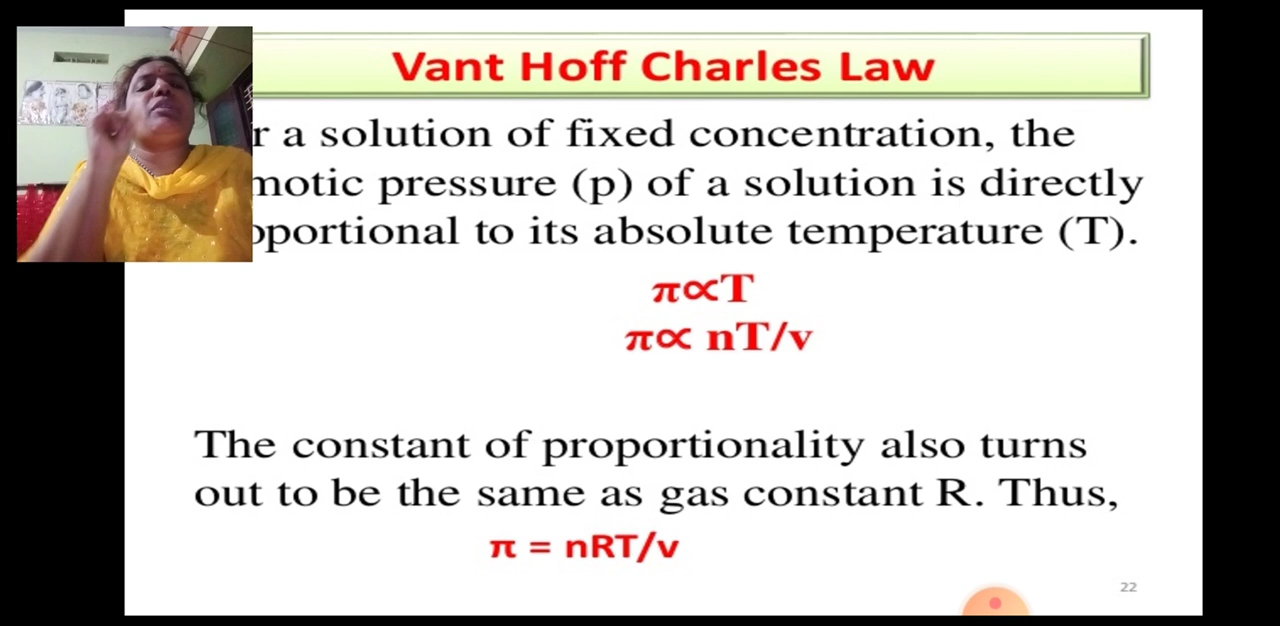 Vant Hoff Charles Law
r a solution of fixed concentration, the
motic pressure (p) of a solution is directly
oportional to its absolute temperature (T).
π∝T
π∝ nT/v
The constant of proportionality also turns
out to be the same as gas constant R. Thus,
π = nRT/v
22